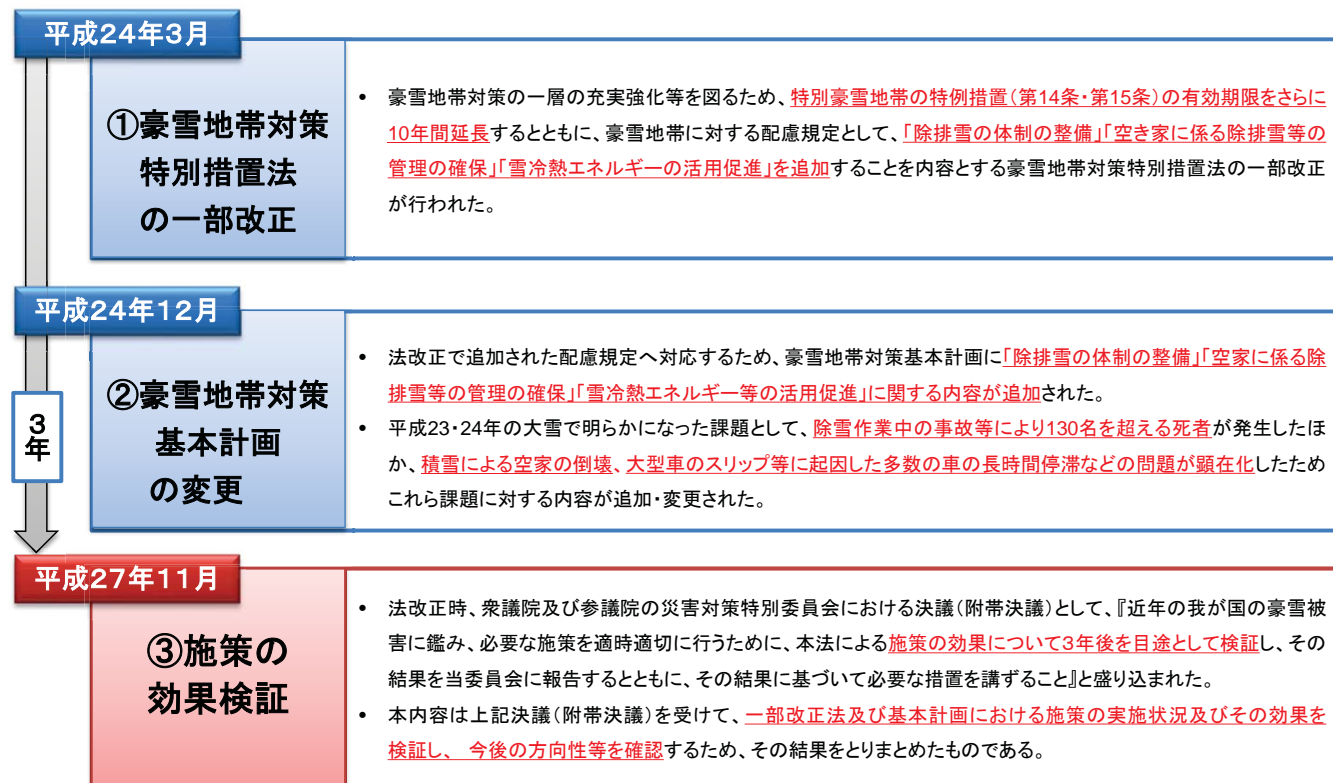 平成24年3月
①豪雪地帯対策
特別措置法
の一部改正
• 豪雪地帯対策の一層の充実強化等を図るため、特別豪雪地帯の特例措置(第14条・第15条)の有効期限をさらに
10年間延長するとともに、豪雪地帯に対する配慮規定として、「除排雪の体制の整備」「空き家に係る除排雪等の
管理の確保」「雪冷熱エネルギーの活用促進」を追加することを内容とする豪雪地帯対策特別措置法の一部改正
が行われた。
平成24年12月
②豪雪地帯対策
基本計画
の変更
• 法改正で追加された配慮規定へ対応するため、豪雪地帯対策基本計画に「除排雪の体制の整備」「空家に係る除
排雪等の管理の確保」「雪冷熱エネルギー等の活用促進」に関する内容が追加された。
• 平成23・24年の大雪で明らかになった課題として、除雪作業中の事故等により130名を超える死者が発生したほ
か、積雪による空家の倒壊、大型車のスリップ等に起因した多数の車の長時間停滞などの問題が顕在化したため
これら課題に対する内容が追加・変更された。
3年
平成27年11月
③施策の
効果検証
• 法改正時、衆議院及び参議院の災害対策特別委員会における決議(附帯決議)として、『近年の我が国の豪雪被
害に鑑み、必要な施策を適時適切に行うために、本法による施策の効果について3年後を目途として検証し、その
結果を当委員会に報告するとともに、その結果に基づいて必要な措置を講ずること』と盛り込まれた。
• 本内容は上記決議(附帯決議)を受けて、一部改正法及び基本計画における施策の実施状況及びその効果を
検証し、 今後の方向性等を確認するため、その結果をとりまとめたものである。